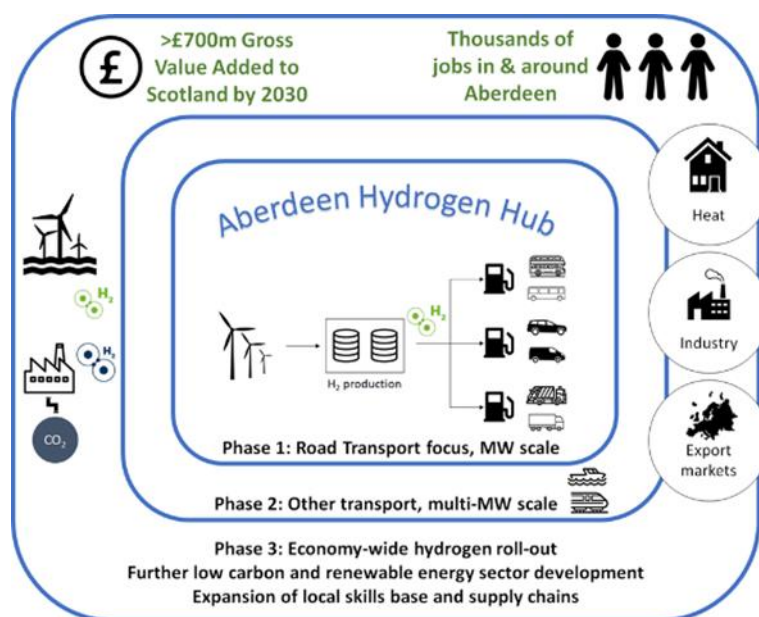 >£700m Gross
Value Added to
Scotland by 2030
Thousands of
jobs in & around
Aberdeen
£
Aberdeen Hydrogen Hub
Heat
H₂
H₂
H₂
H₂ production
Industry
CO₂
Phase 1: Road Transport focus, MW scale
Export
markets
Phase 2: Other transport, multi-MW scale
Phase 3: Economy-wide hydrogen roll-out
Further low carbon and renewable energy sector development
Expansion of local skills base and supply chains